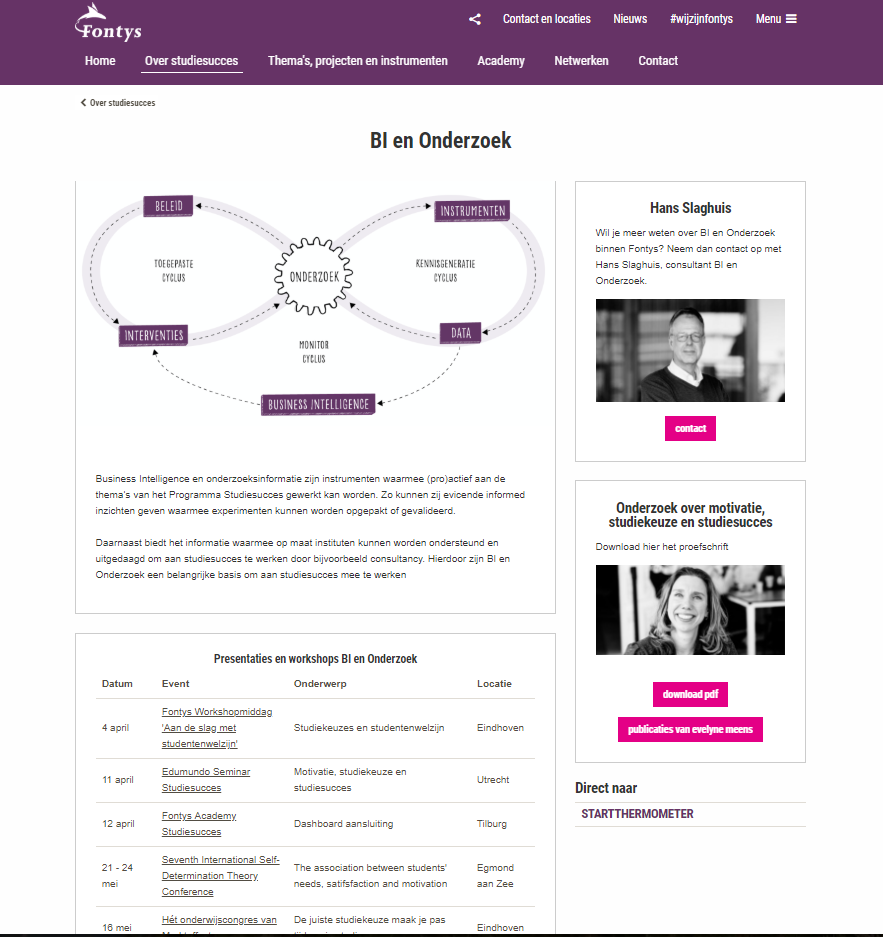 Fontys
Contact en locaties Nieuws #wijzijnfontys Menu
Home Over studiesucces Thema's, projecten en instrumenten Academy Netwerken Contact
Over studiesucces
BI en Onderzoek
BELEID
INSTRUMENTEN
TOEGEPASTE
CYCLUS
ONDERZOEK
KENNISGENERATIE
CYCLUS
INTERVENTIES
DATA
MONITOR
CYCLUS
BUSINESS INTELLIGENCE
Business Intelligence en onderzoeksinformatie zijn instrumenten waarmee (pro)actief aan de
thema's van het Programma Studiesucces gewerkt kan worden. Zo kunnen zij evicende informed
inzichten geven waarmee experimenten kunnen worden opgepakt of gevalideerd.
Daarnaast biedt het informatie waarmee op maat instituten kunnen worden ondersteund en
uitgedaagd om aan studiesucces te werken door bijvoorbeeld consultancy. Hierdoor zijn BI en
Onderzoek een belangrijke basis om aan studiesucces mee te werken
Presentaties en workshops BI en Onderzoek
Datum Event Onderwerp Locatie
4 april
Fontys Workshopmiddag
'Aan de slag met
studentenwelzijn'
Studiekeuzes en studentenwelzijn
Eindhoven
11 april
Edumundo Seminar
Studiesucces
Motivatie, studiekeuze en
studiesucces
Utrecht
12 april
Fontys Academy
Studiesucces
Dashboard aansluiting
Tilburg
21 - 24
mei
Seventh International Self-
Determination Theory
Conference
The association between students'
needs, satifsfaction and motivation
Egmond
aan Zee
16 mei
Hét onderwijscongres van
De juiste studiekeuze maak je pas
Eindhoven
Hans Slaghuis
Wil je meer weten over BI en Onderzoek
binnen Fontys? Neem dan contact op met
Hans Slaghuis, consultant BI en
Onderzoek.
contact
Onderzoek over motivatie,
studiekeuze en studiesucces
Download hier het proefschrift
download pdf
publicaties van evelyne meens
Direct naar
STARTTHERMOMETER